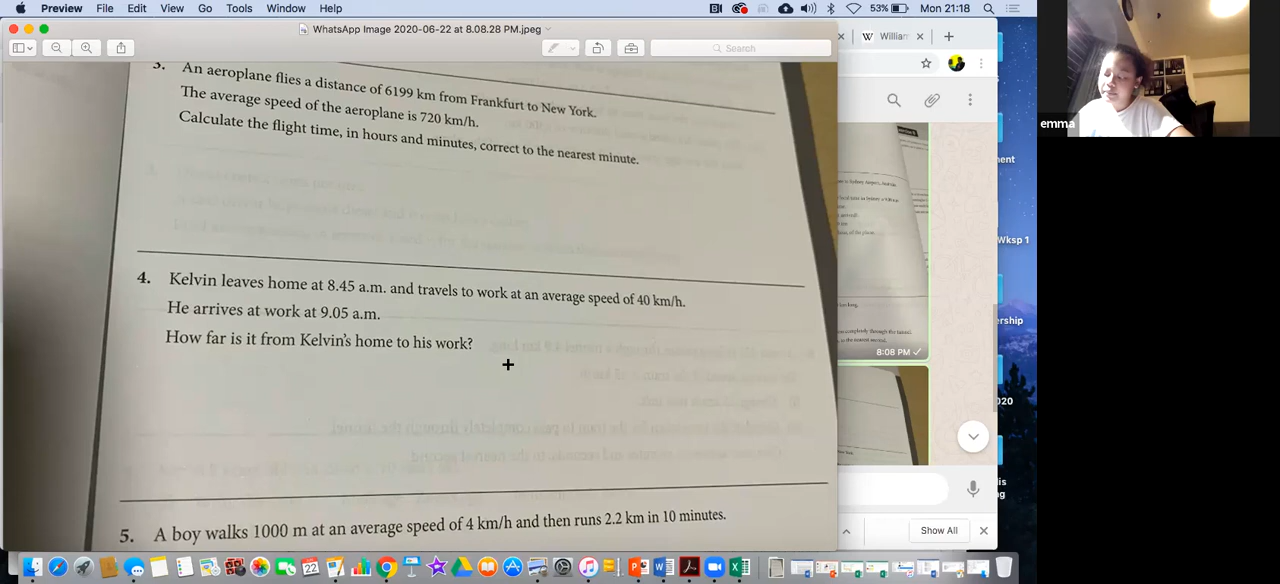 Preview File Edit View Go Tools Window Help
53% Mon 21:18
WhatsApp Image 2020-06-22 at 8.08.28 PM.jpeg
Search
William
emma
3. An aeroplane flies a distance of 6199 km from Frankfurt to New York.
The average speed of the aeroplane is 720 km/h.
Calculate the flight time, in hours and minutes, correct to the nearest minute.
4. Kelvin leaves home at 8.45 a.m. and travels to work at an average speed of 40 km/h.
He arrives at work at 9.05 a.m.
How far is it from Kelvin's home to his work?
5. A boy walks 1000 m at an average speed of 4 km/h and then runs 2.2 km in 10 minutes.
8:08 PM
Wksp 1
Show All